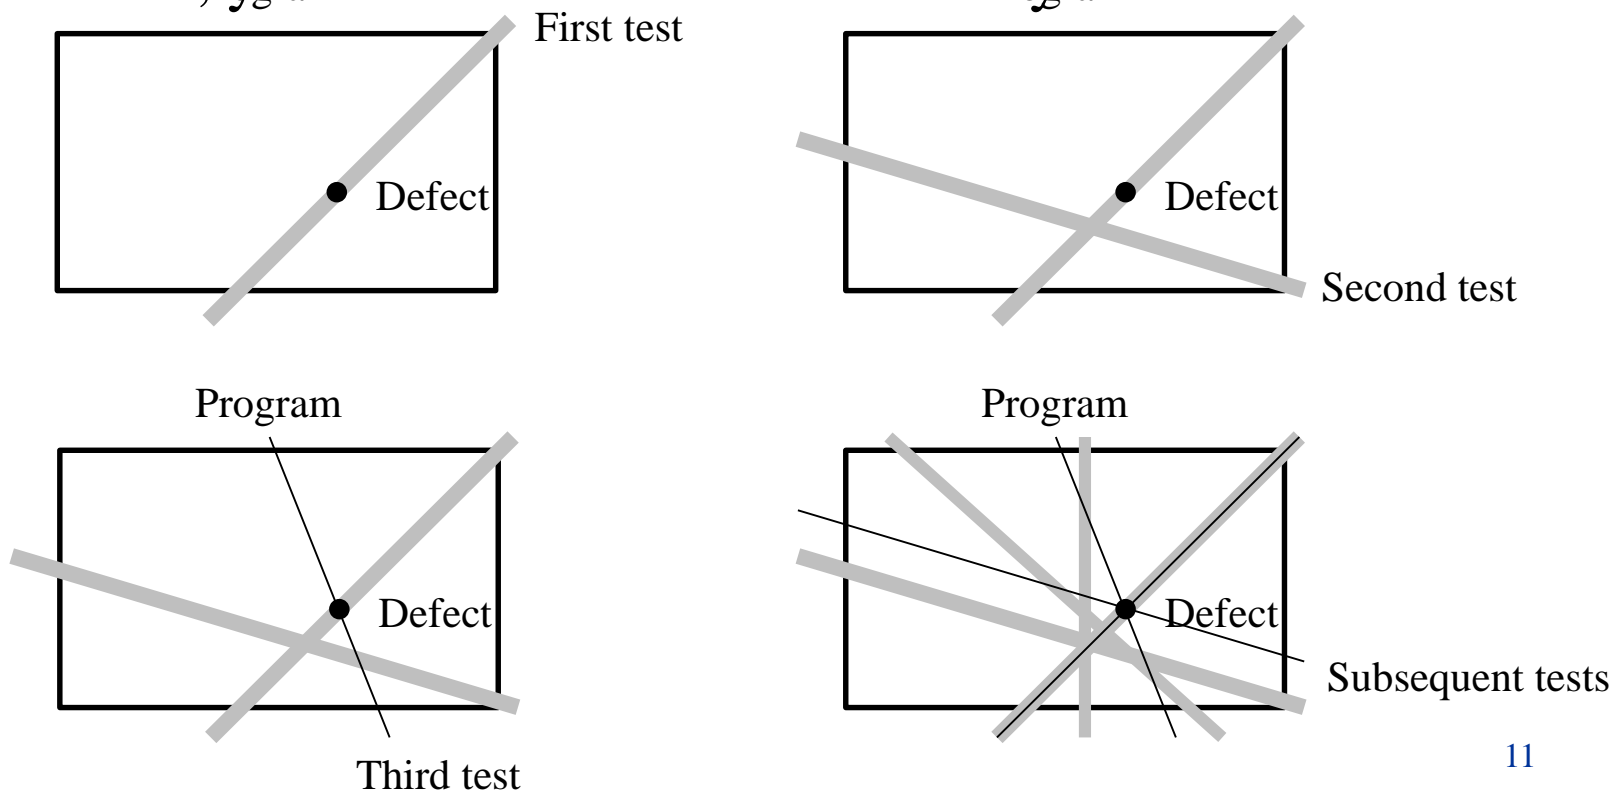 First test
Defect
Defect
Second test
Program
Defect
Third test
Program
Defect
Subsequent tests
11